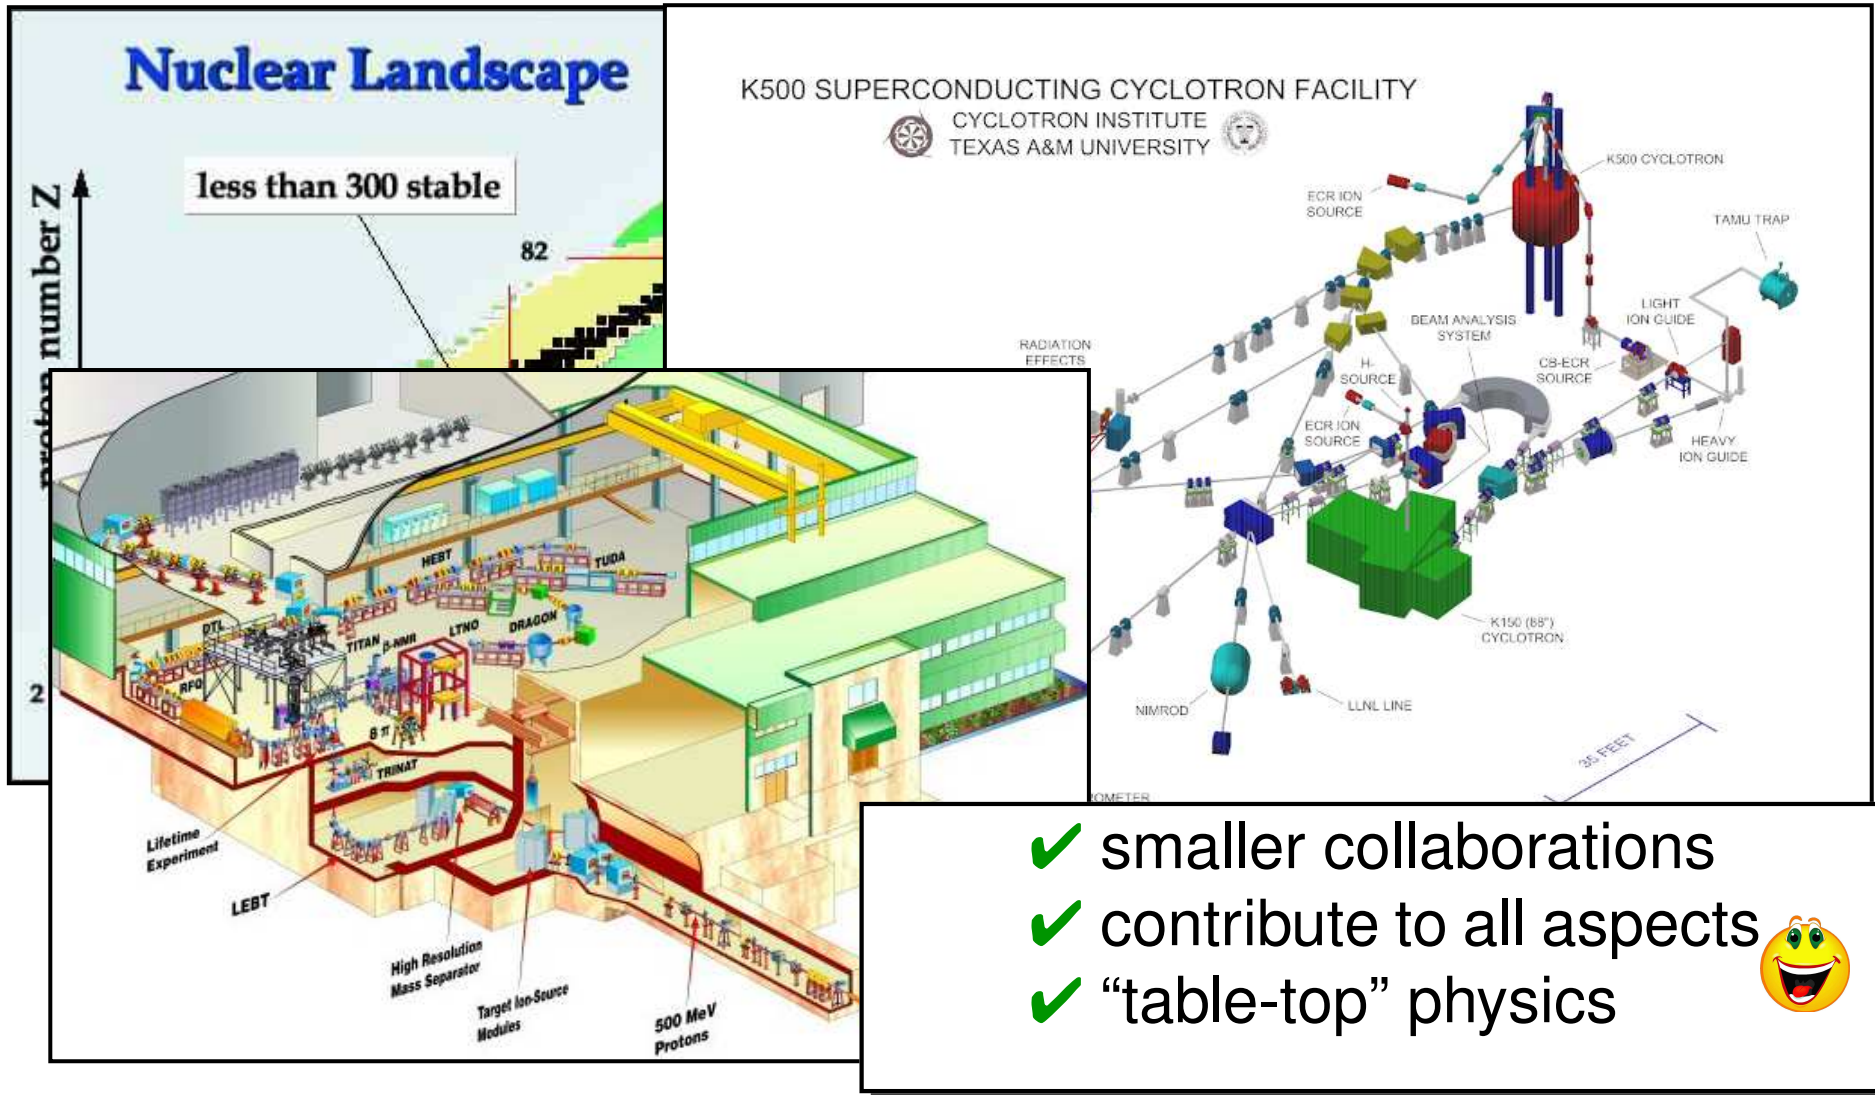 Nuclear Landscape
less than 300 stable
proton number Z
82
2
K500 SUPERCONDUCTING CYCLOTRON FACILITY
CYCLOTRON INSTITUTE
TEXAS A&M UNIVERSITY
K500 CYCLOTRON
ECR ION
SOURCE
TAMU TRAP
LIGHT
ION GUIDE
BEAM ANALYSIS
SYSTEM
RADIATION
EFFECTS
H-
SOURCE
CB-ECR
SOURCE
ECR ION
SOURCE
HEAVY
ION GUIDE
K150 (88")
CYCLOTRON
NIMROD
LLNL LINE
35 FEET
HEBT
TUDA
DTL
TITAN
β-NMR
LTNO
DRAGON
RFQ
8 π
TRINAT
Lifetime
Experiment
LEBT
High Resolution
Mass Separator
Target Ion-Source
Modules
500 MeV
Protons
✔ smaller collaborations
✔ contribute to all aspects
✔ “table-top” physics